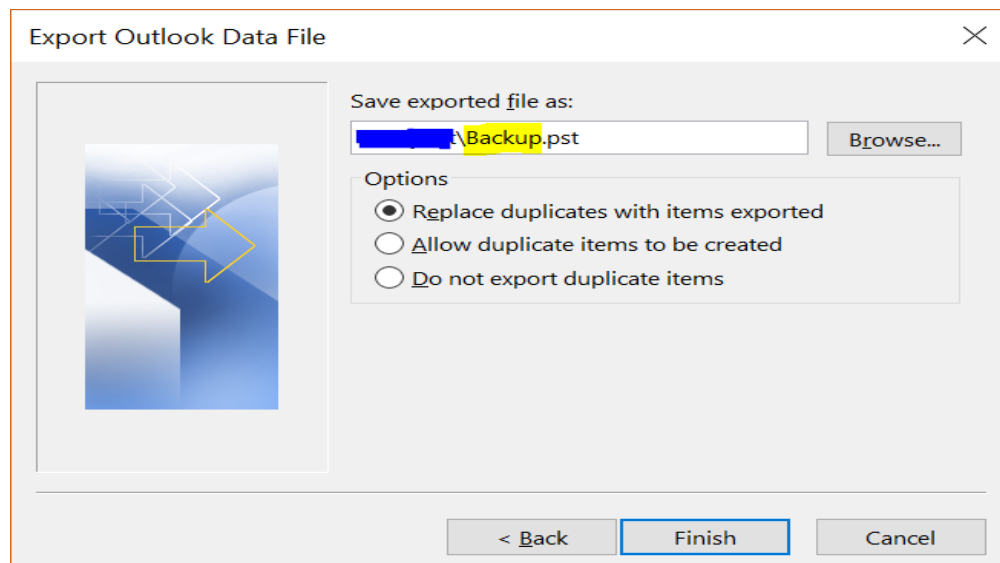 Export Outlook Data File
Save exported file as:
\Backup.pst
Browse...
Options
Replace duplicates with items exported
Allow duplicate items to be created
Do not export duplicate items
< Back
Finish
Cancel